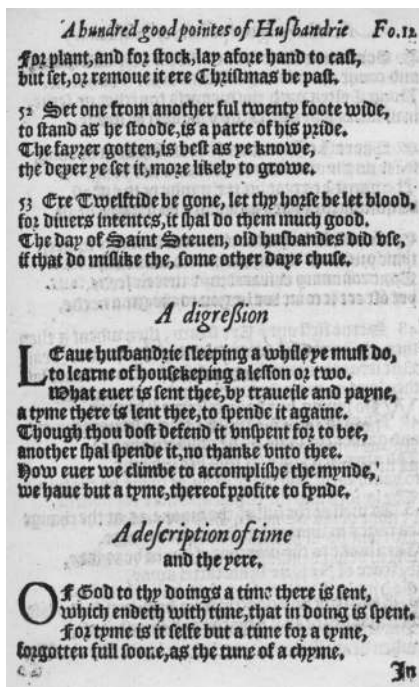 A hundred good pointes of Husbandrie Fo.12.
For plant, and for stock, lay afore hand to cast,
but set, or remoue it ere Christmas be past.
52 Set one from another ful twenty foote wide,
to stand as he stoode, is a parte of his pride.
The fayrer gotten, is best as ye knowe,
the deper ye set it, more likely to growe.
53 Ere Twelftide be gone, let thy horse be let blood,
for diuers intentes, it shal do them much good.
The day of Saint Steuen, old husbandes did vse,
if that do mislike the, some other daye chuse.
A digreßion
LEaue husbandrie sleeping a while ye must do,
to learne of housekeping a lesson or two.
What euer is sent thee, by traueile and payne,
a tyme there is lent thee, to spende it againe.
Though thou dost defend it vnspent for to bee,
another shal spende it, no thanke vnto thee.
How euer we climbe to accomplishe the mynde,
we haue but a tyme, thereof profite to fynde.
A description of time
and the yere.
OF God to thy doings a time there is sent,
which endeth with time, that in doing is spent.
For tyme is it selfe but a time for a tyme,
forgotten full soone, as the tune of a chyme.
In